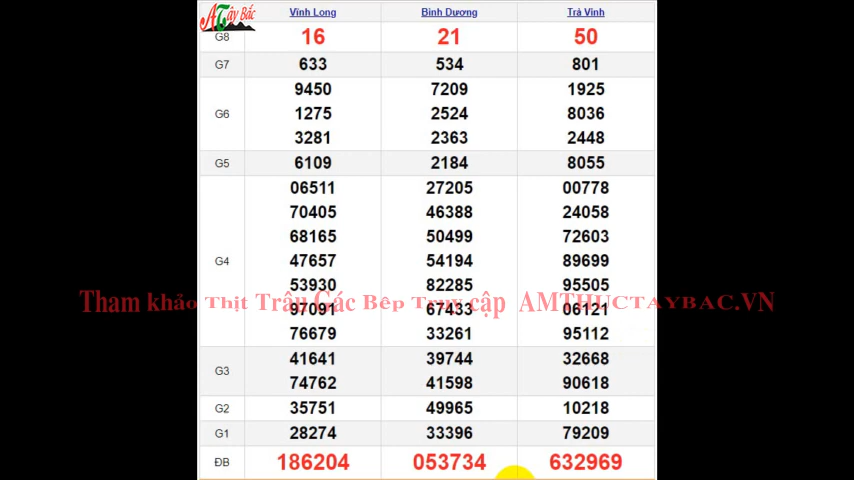 A Tây Bắc
Vĩnh Long Bình Dương Trà Vinh
G8 16 21 50
G7 633 534 801
9450 7209 1925
G6 1275 2524 8036
3281 2363 2448
G5 6109 2184 8055
06511 27205 00778
70405 46388 24058
68165 50499 72603
G4 47657 54194 89699
53930 82285 95505
97091 67433 06121
Tham khảo Thịt Trâu Gác Bếp Truy cập AMTHUCTAYBAC.VN
76679 33261 95112
41641 39744 32668
G3
74762 41598 90618
G2 35751 49965 10218
G1 28274 33396 79209
ĐB 186204 053734 632969